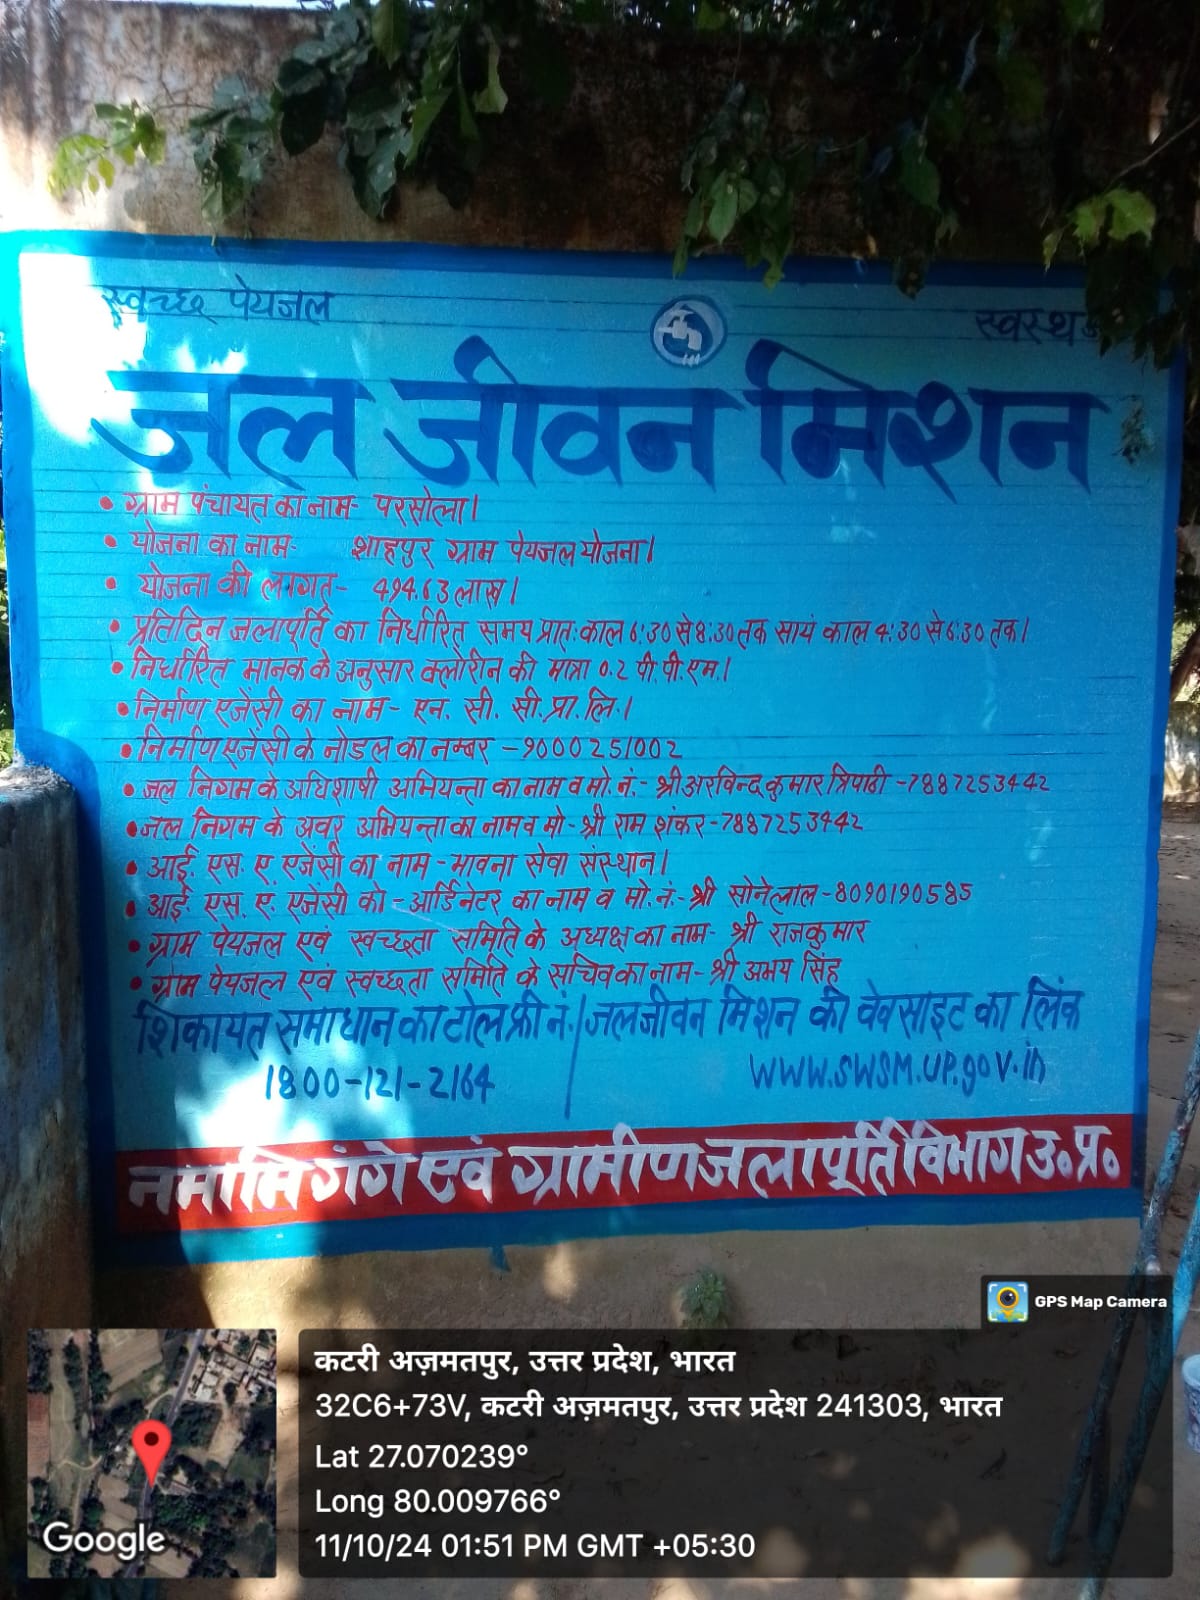 स्वच्छ पेयजल
स्वस्थ
जल जीवन मिशन
• ग्राम पंचायत का नाम- परसोला।
• योजना का नाम- शाहपुर ग्राम पेयजल योजना।
• योजना की लागत- 494.63 लाख।
• प्रतिदिन जलापूर्ति का निर्धारित समय प्रातः काल 6:30 से 8:30 तक सायं काल 4:30 से 6:30 तक।
• निर्धारित मानक के अनुसार क्लोरीन की मात्रा 0.2 पी.पी.एम.।
• निर्माण एजेंसी का नाम- एन. सी. सी. प्रा. लि.।
• निर्माण एजेंसी के नोडल का नम्बर -9000251002
• जल निगम के अधिशाषी अभियन्ता का नाम व मो. नं.- श्री अरविन्द कुमार त्रिपाठी -7887253442
• जल निगम के अवर अभियन्ता का नाम व मो- श्री राम शंकर-7887253442
• आई. एस. ए. एजेंसी का नाम - भावना सेवा संस्थान।
• आई. एस. ए. एजेंसी को - आर्डिनेटर का नाम व मो. नं.- श्री सोनेलाल -8090190585
• ग्राम पेयजल एवं स्वच्छता समिति के अध्यक्ष का नाम- श्री राजकुमार
• ग्राम पेयजल एवं स्वच्छता समिति के सचिव का नाम- श्री अभय सिंह
शिकायत समाधान का टोल फ्री नं. / जल जीवन मिशन की वेवसाइट का लिंक
1800-121-2164
WWW.SWSM.UP.gov.in
नमामि गंगे एवं ग्रामीण जलापूर्ति विभाग उ॰प्र॰
GPS Map Camera
कटरी अज़मतपुर, उत्तर प्रदेश, भारत
32C6+73V, कटरी अज़मतपुर, उत्तर प्रदेश 241303, भारत
Lat 27.070239°
Long 80.009766°
11/10/24 01:51 PM GMT +05:30
Google